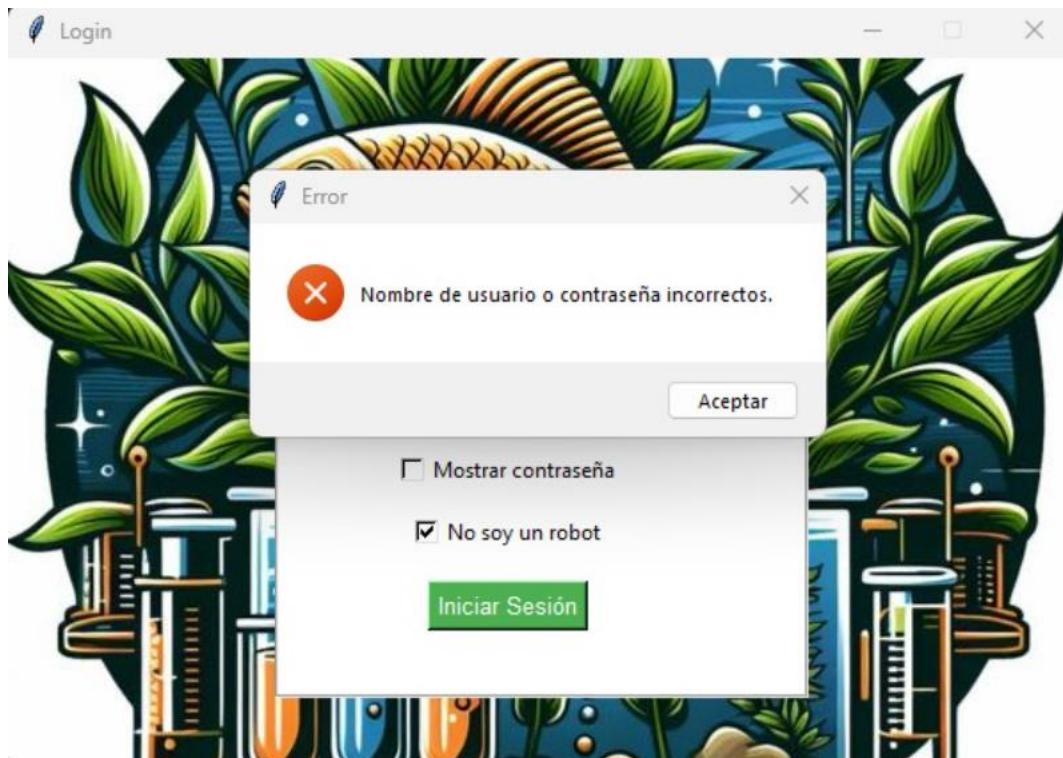 Login
Error
Nombre de usuario o contraseña incorrectos.
Aceptar
Mostrar contraseña
No soy un robot
Iniciar Sesión